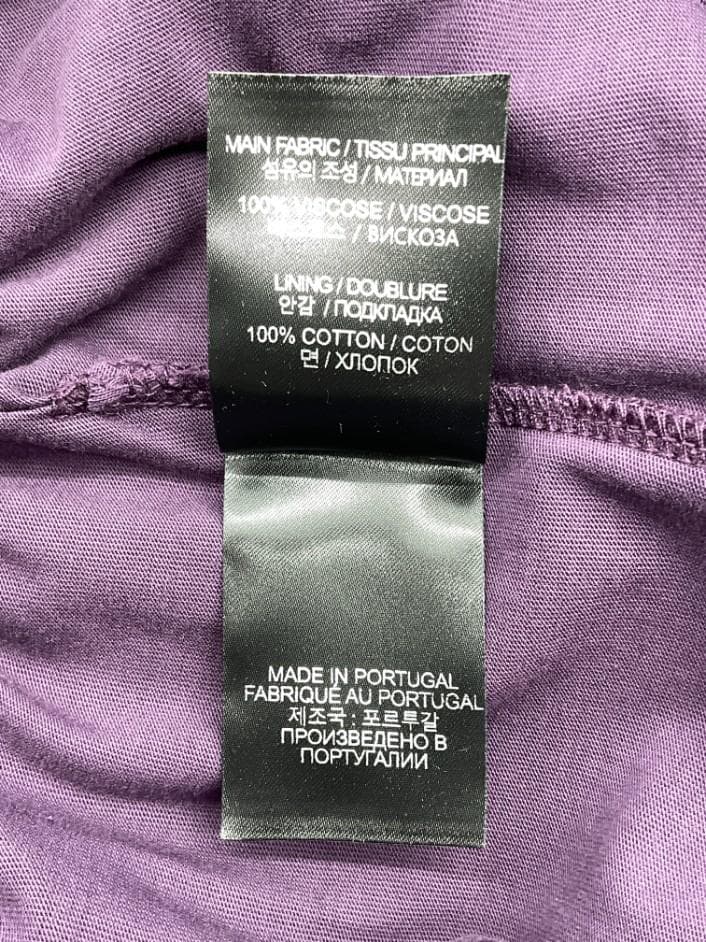 MAIN FABRIC / TISSU PRINCIPAL
섬유의 조성 / МАТЕРИАЛ
100% VISCOSE / VISCOSE
/ ВИСКОЗА
LINING / DOUBLURE
안감 / ПОДКЛАДКА
100% COTTON / COTON
면 / ХЛОПОК
MADE IN PORTUGAL
FABRIQUÉ AU PORTUGAL
제조국 : 포르투갈
ПРОИЗВЕДЕНО В
ПОРТУГАЛИИ